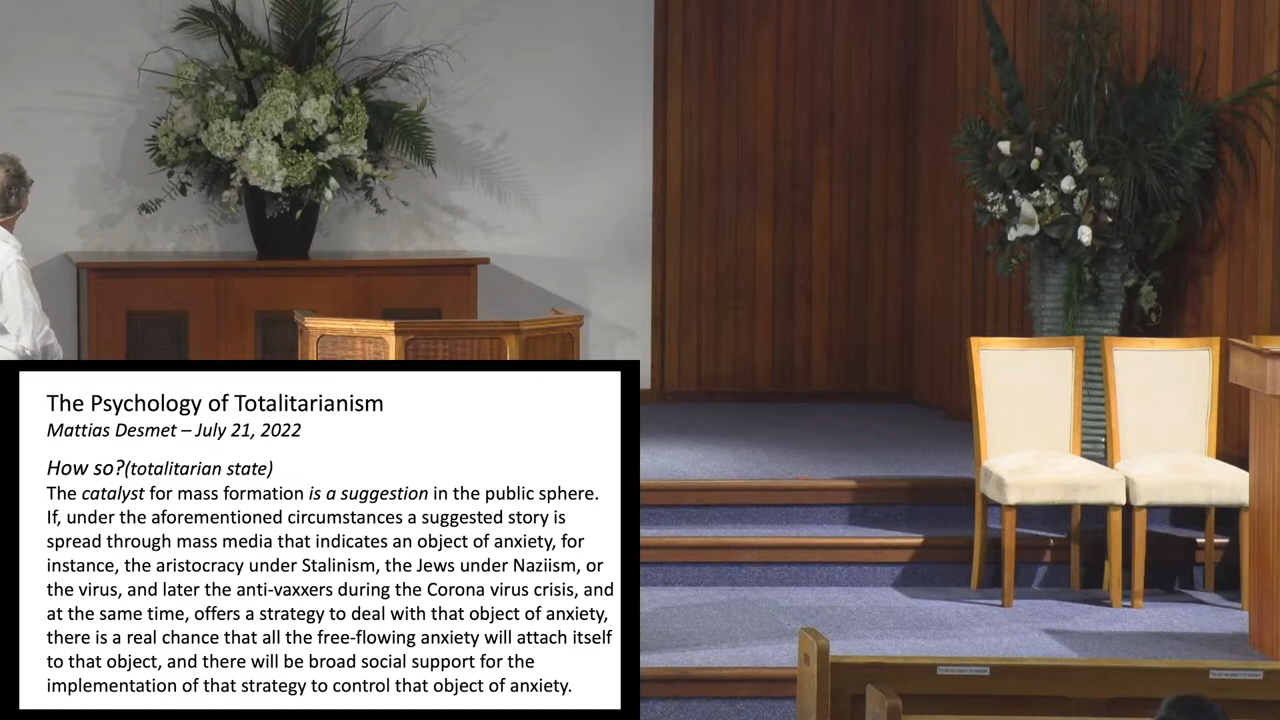 The Psychology of Totalitarianism
Mattias Desmet – July 21, 2022
How so?(totalitarian state)
The catalyst for mass formation is a suggestion in the public sphere.
If, under the aforementioned circumstances a suggested story is
spread through mass media that indicates an object of anxiety, for
instance, the aristocracy under Stalinism, the Jews under Naziism, or
the virus, and later the anti-vaxxers during the Corona virus crisis, and
at the same time, offers a strategy to deal with that object of anxiety,
there is a real chance that all the free-flowing anxiety will attach itself
to that object, and there will be broad social support for the
implementation of that strategy to control that object of anxiety.